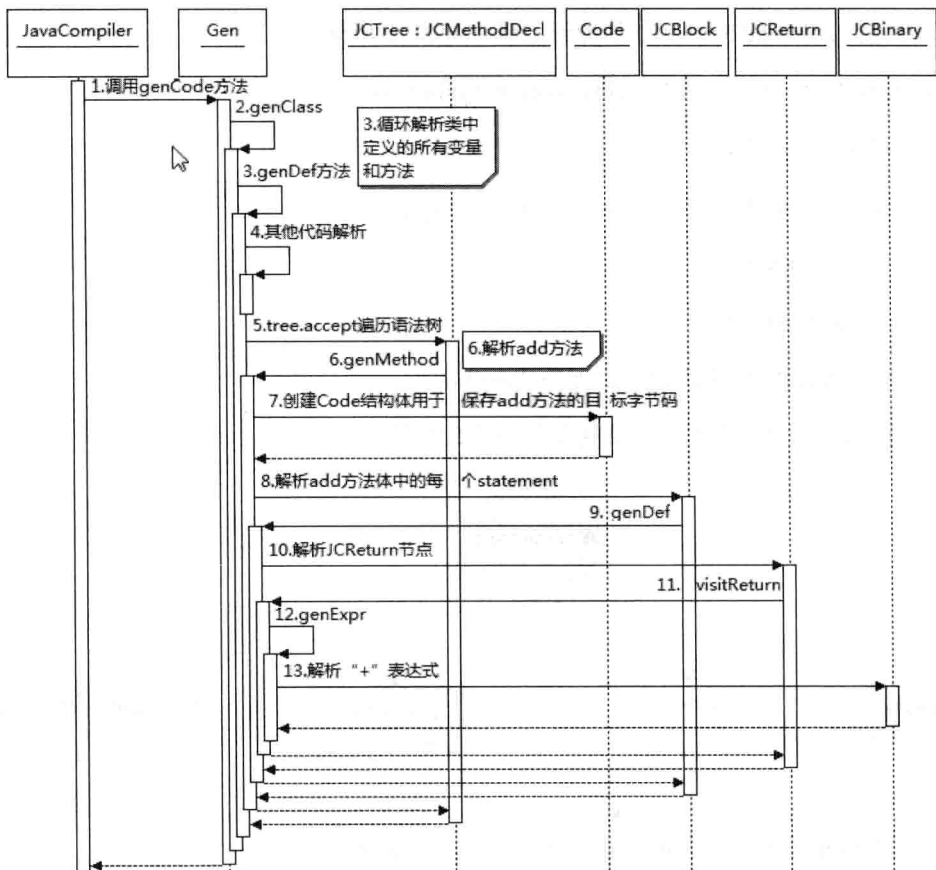 JavaCompiler
Gen
JCTree : JCMethodDecl
Code
JCBlock
JCReturn
JCBinary
1.调用genCode方法
2.genClass
3.循环解析类中
定义的所有变量
和方法
3.genDef方法
4.其他代码解析
5.tree.accept遍历语法树
6.解析add方法
6.genMethod
7.创建Code结构体用于 保存add方法的目 标字节码
8.解析add方法体中的每 个statement
9. genDef
10.解析JCReturn节点
11. visitReturn
12.genExpr
13.解析“+”表达式